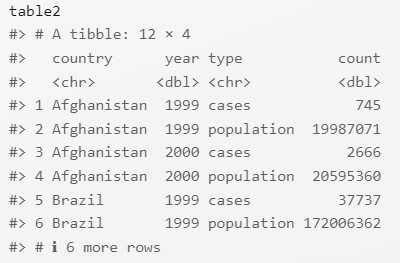 table2
#> # A tibble: 12 × 4
#>   country      year type           count
#>   <chr>       <dbl> <chr>          <dbl>
#> 1 Afghanistan  1999 cases            745
#> 2 Afghanistan  1999 population  19987071
#> 3 Afghanistan  2000 cases           2666
#> 4 Afghanistan  2000 population  20595360
#> 5 Brazil       1999 cases          37737
#> 6 Brazil       1999 population 172006362
#> # ℹ 6 more rows